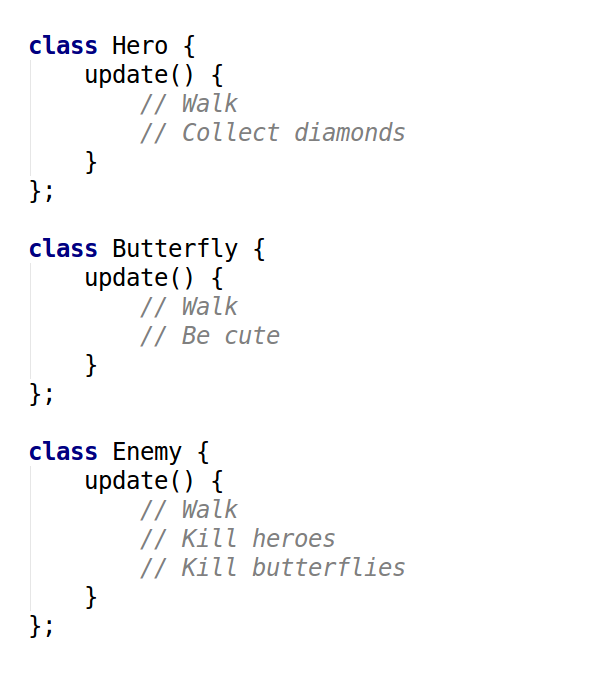 class Hero {
    update() {
        // Walk
        // Collect diamonds
    }
};

class Butterfly {
    update() {
        // Walk
        // Be cute
    }
};

class Enemy {
    update() {
        // Walk
        // Kill heroes
        // Kill butterflies
    }
};